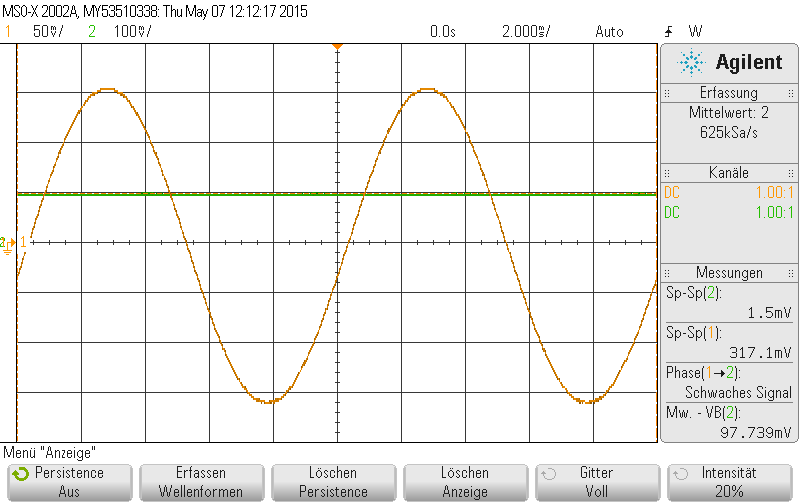 MSO-X 2002A, MY53510338: Thu May 07 12:12:17 2015
1 50V/ 2 100V/ 0.0s 2.000s/ Auto W
Agilent
Erfassung
Mittelwert: 2
625kSa/s
Kanäle
DC 1.00:1
DC 1.00:1
Messungen
Sp-Sp(2):
1.5mV
Sp-Sp(1):
317.1mV
Phase(1→2):
Schwaches Signal
Mw. - VB(2):
97.739mV
2 1
Menü "Anzeige"
Persistence
Aus
Erfassen
Wellenformen
Löschen
Persistence
Löschen
Anzeige
Gitter
Voll
Intensität
20%